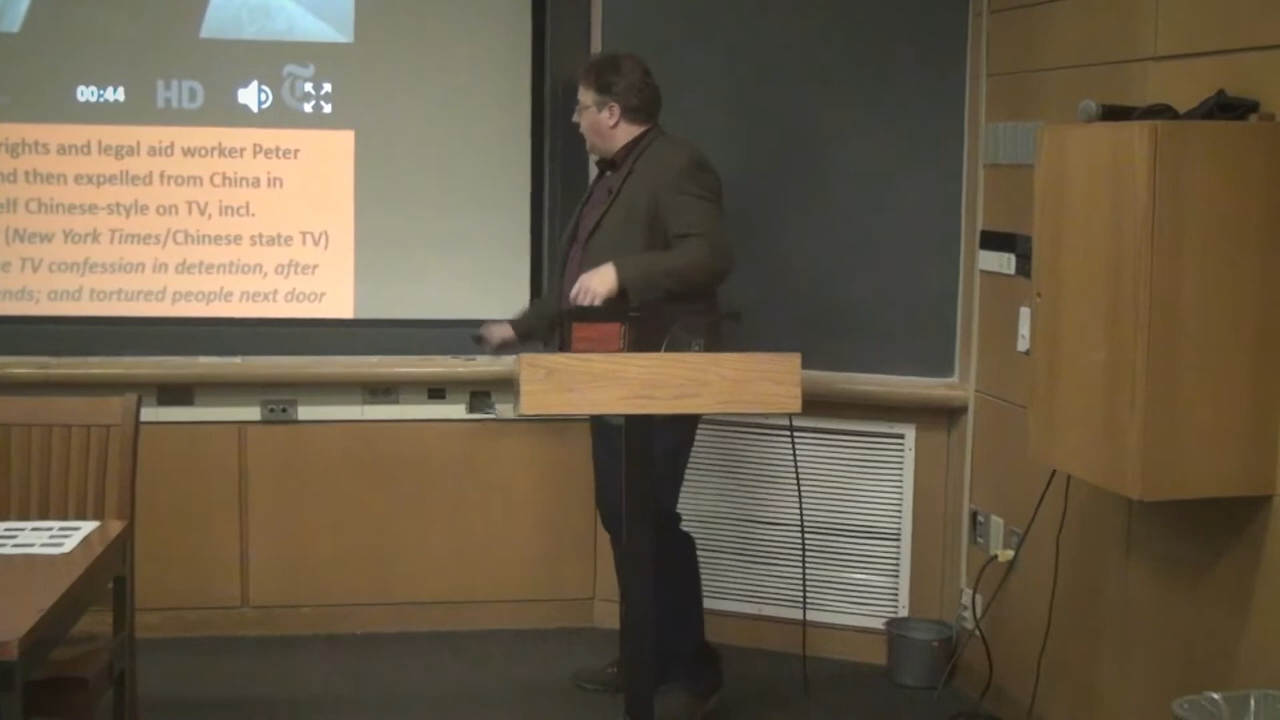 00:44 HD T
rights and legal aid worker Peter
nd then expelled from China in
elf Chinese-style on TV, incl.
(New York Times/Chinese state TV)
e TV confession in detention, after
ends; and tortured people next door